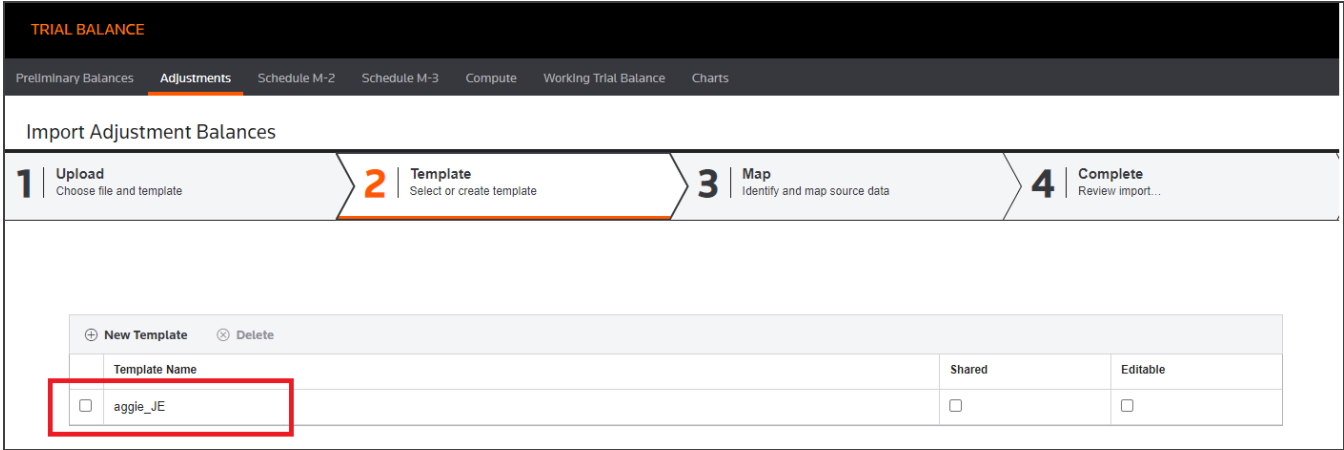 TRIAL BALANCE
Preliminary Balances Adjustments Schedule M-2 Schedule M-3 Compute Working Trial Balance Charts
Import Adjustment Balances
1 Upload
Choose file and template
2 Template
Select or create template
3 Map
Identify and map source data
4 Complete
Review import...
New Template Delete
Template Name Shared Editable
aggie_JE